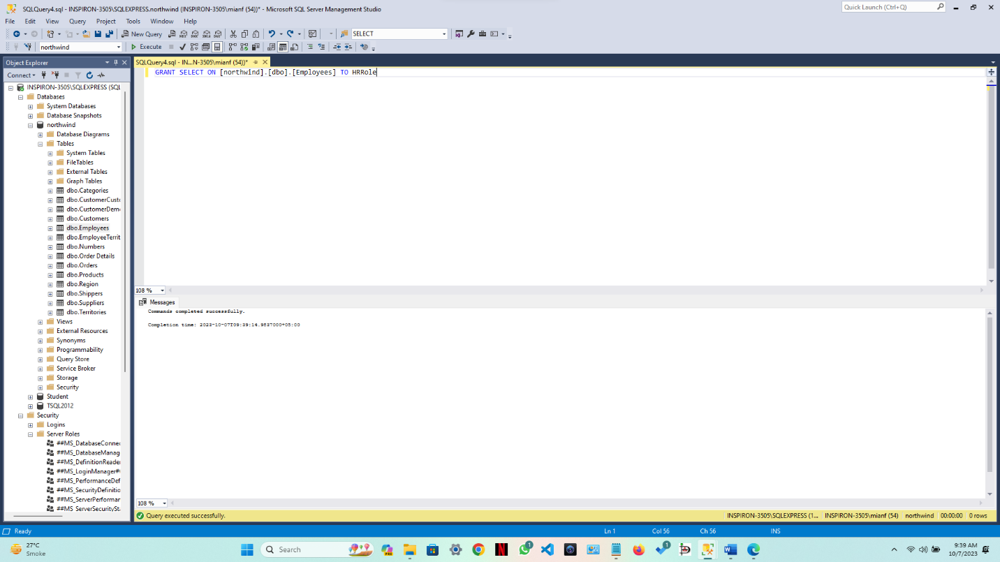 SQLQuery4.sql - INSPIRON-3505\SQLEXPRESS.northwind (INSPIRON-3505\mianf (54))* - Microsoft SQL Server Management Studio
Quick Launch (Ctrl+Q)
File Edit View Query Project Tools Window Help
New Query
SELECT
northwind
Execute
Object Explorer
SQLQuery4.sql - IN...N-3505\mianf (54))*
GRANT SELECT ON [northwind].[dbo].[Employees] TO HRRole
Connect
INSPIRON-3505\SQLEXPRESS (SQL
Databases
System Databases
Database Snapshots
northwind
Database Diagrams
Tables
System Tables
FileTables
External Tables
Graph Tables
dbo.Categories
dbo.CustomerCusto
dbo.CustomerDemo
dbo.Customers
dbo.Employees
dbo.EmployeeTerrit
dbo.Numbers
dbo.Order Details
dbo.Orders
dbo.Products
dbo.Region
dbo.Shippers
dbo.Suppliers
dbo.Territories
Views
External Resources
Synonyms
Programmability
Query Store
Service Broker
Storage
Security
Student
TSQL2012
Security
Logins
Server Roles
##MS_DatabaseConnec
##MS_DatabaseManag
##MS_DefinitionReader
##MS_LoginManager##
##MS_PerformanceDef
##MS_SecurityDefinitio
##MS_ServerPerforman
##MS_ServerSecuritySta
108 %
Messages
Commands completed successfully.
Completion time: 2023-10-07T09:39:14.9637000+05:00
108 %
Query executed successfully.
INSPIRON-3505\SQLEXPRESS (1... INSPIRON-3505\mianf (54) northwind 00:00:00 0 rows
Ready
Ln 1 Col 56 Ch 56 INS
27°C
Smoke
Search
PRE
1
1
9:39 AM
10/7/2023